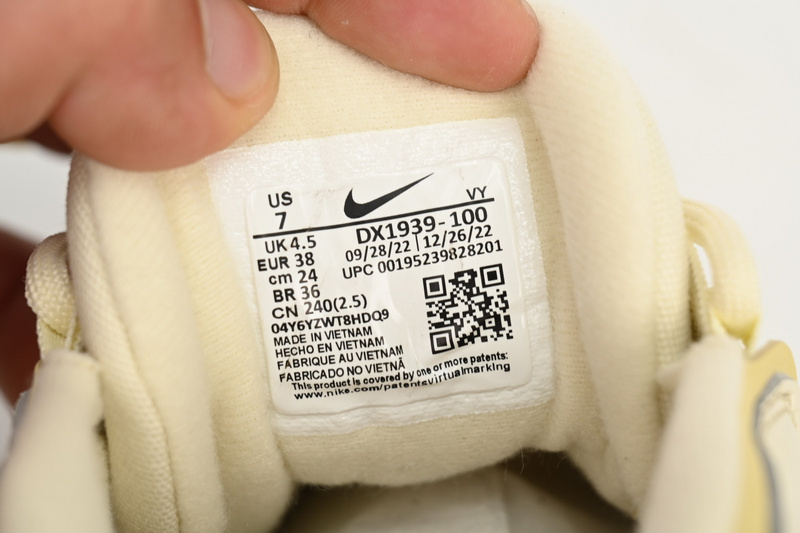 US VY
7
UK 4.5 DX1939-100
EUR 38 09/28/22 | 12/26/22
cm 24 UPC 00195239828201
BR 36
CN 240(2.5)
04Y6YZWT8HDQ9
MADE IN VIETNAM
HECHO EN VIETNAM
FABRIQUE AU VIETNAM
FABRICADO NO VIETNÃ
This product is covered by one or more patents:
www.nike.com/patentsvirtualmarking